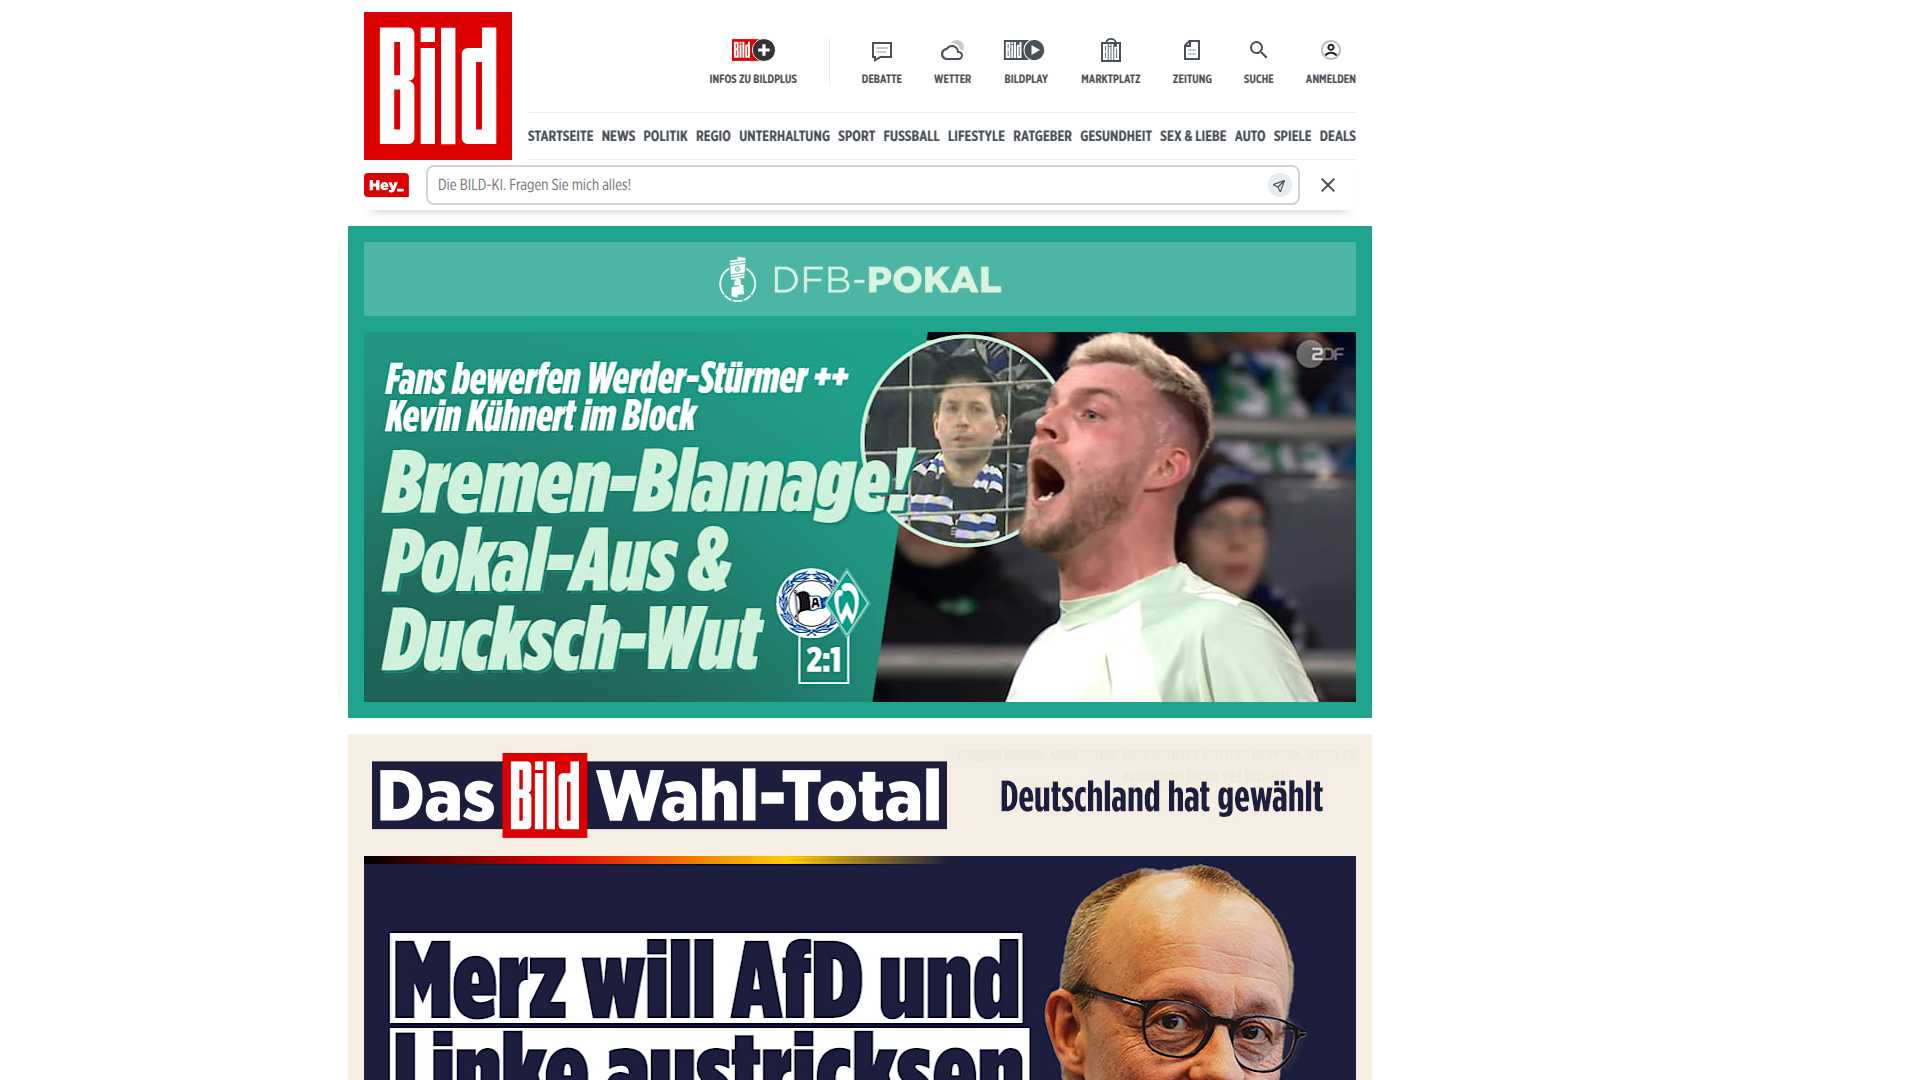 Bild
Bild
INFOS ZU BILDPLUS
DEBATTE
WETTER
Bild
BILDPLAY
Bild
MARKTPLATZ
ZEITUNG
SUCHE
ANMELDEN
STARTSEITE NEWS POLITIK REGIO UNTERHALTUNG SPORT FUSSBALL LIFESTYLE RATGEBER GESUNDHEIT SEX & LIEBE AUTO SPIELE DEALS
Hey_
Die BILD-KI. Fragen Sie mich alles!
DFB-POKAL
Fans bewerfen Werder-Stürmer ++
Kevin Kühnert im Block
Bremen-Blamage!
Pokal-Aus &
Ducksch-Wut
A W
2:1
ZDF
Das Bild Wahl-Total
Deutschland hat gewählt
Merz will AfD und
Linke austricksen